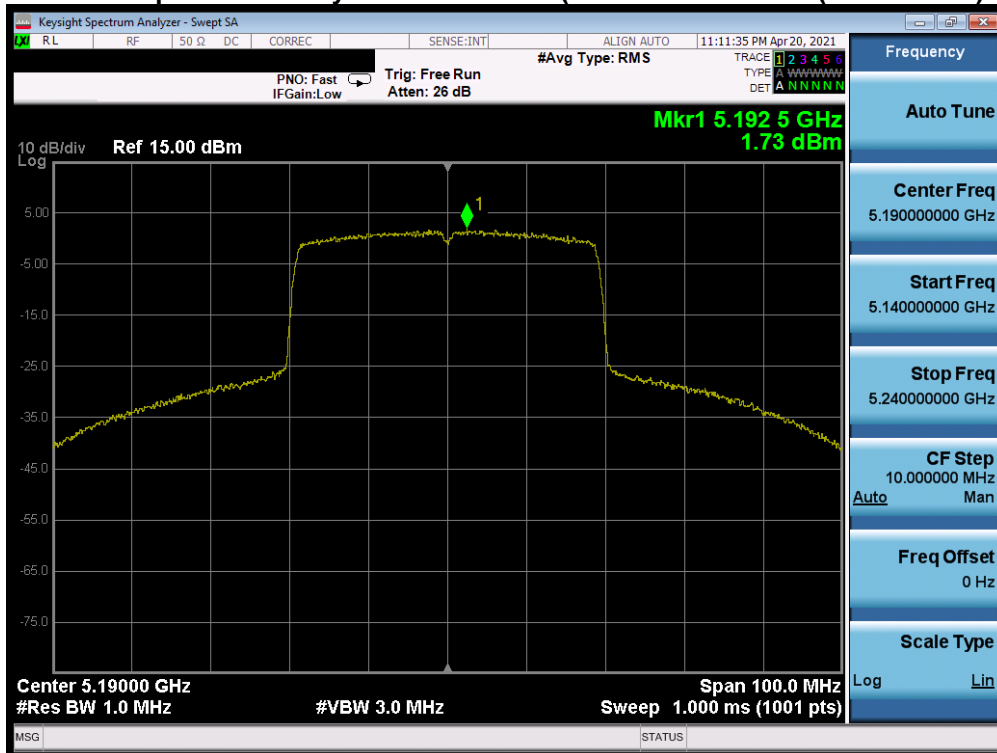 Keysight Spectrum Analyzer - Swept SA
LXI RL RF 50 Ω DC CORREC SENSE:INT ALIGN AUTO 11:11:35 PM Apr 20, 2021
#Avg Type: RMS TRACE 1 2 3 4 5 6
PNO: Fast Trig: Free Run TYPE A WWWWW
IFGain:Low Atten: 26 dB DET A N N N N N
Mkr1 5.192 5 GHz
10 dB/div Ref 15.00 dBm 1.73 dBm
Log
1
5.00
-5.00
-15.0
-25.0
-35.0
-45.0
-55.0
-65.0
-75.0
Center 5.19000 GHz Span 100.0 MHz
#Res BW 1.0 MHz #VBW 3.0 MHz Sweep 1.000 ms (1001 pts)
MSG STATUS
Frequency
Auto Tune
Center Freq
5.190000000 GHz
Start Freq
5.140000000 GHz
Stop Freq
5.240000000 GHz
CF Step
10.000000 MHz
Auto Man
Freq Offset
0 Hz
Scale Type
Log Lin